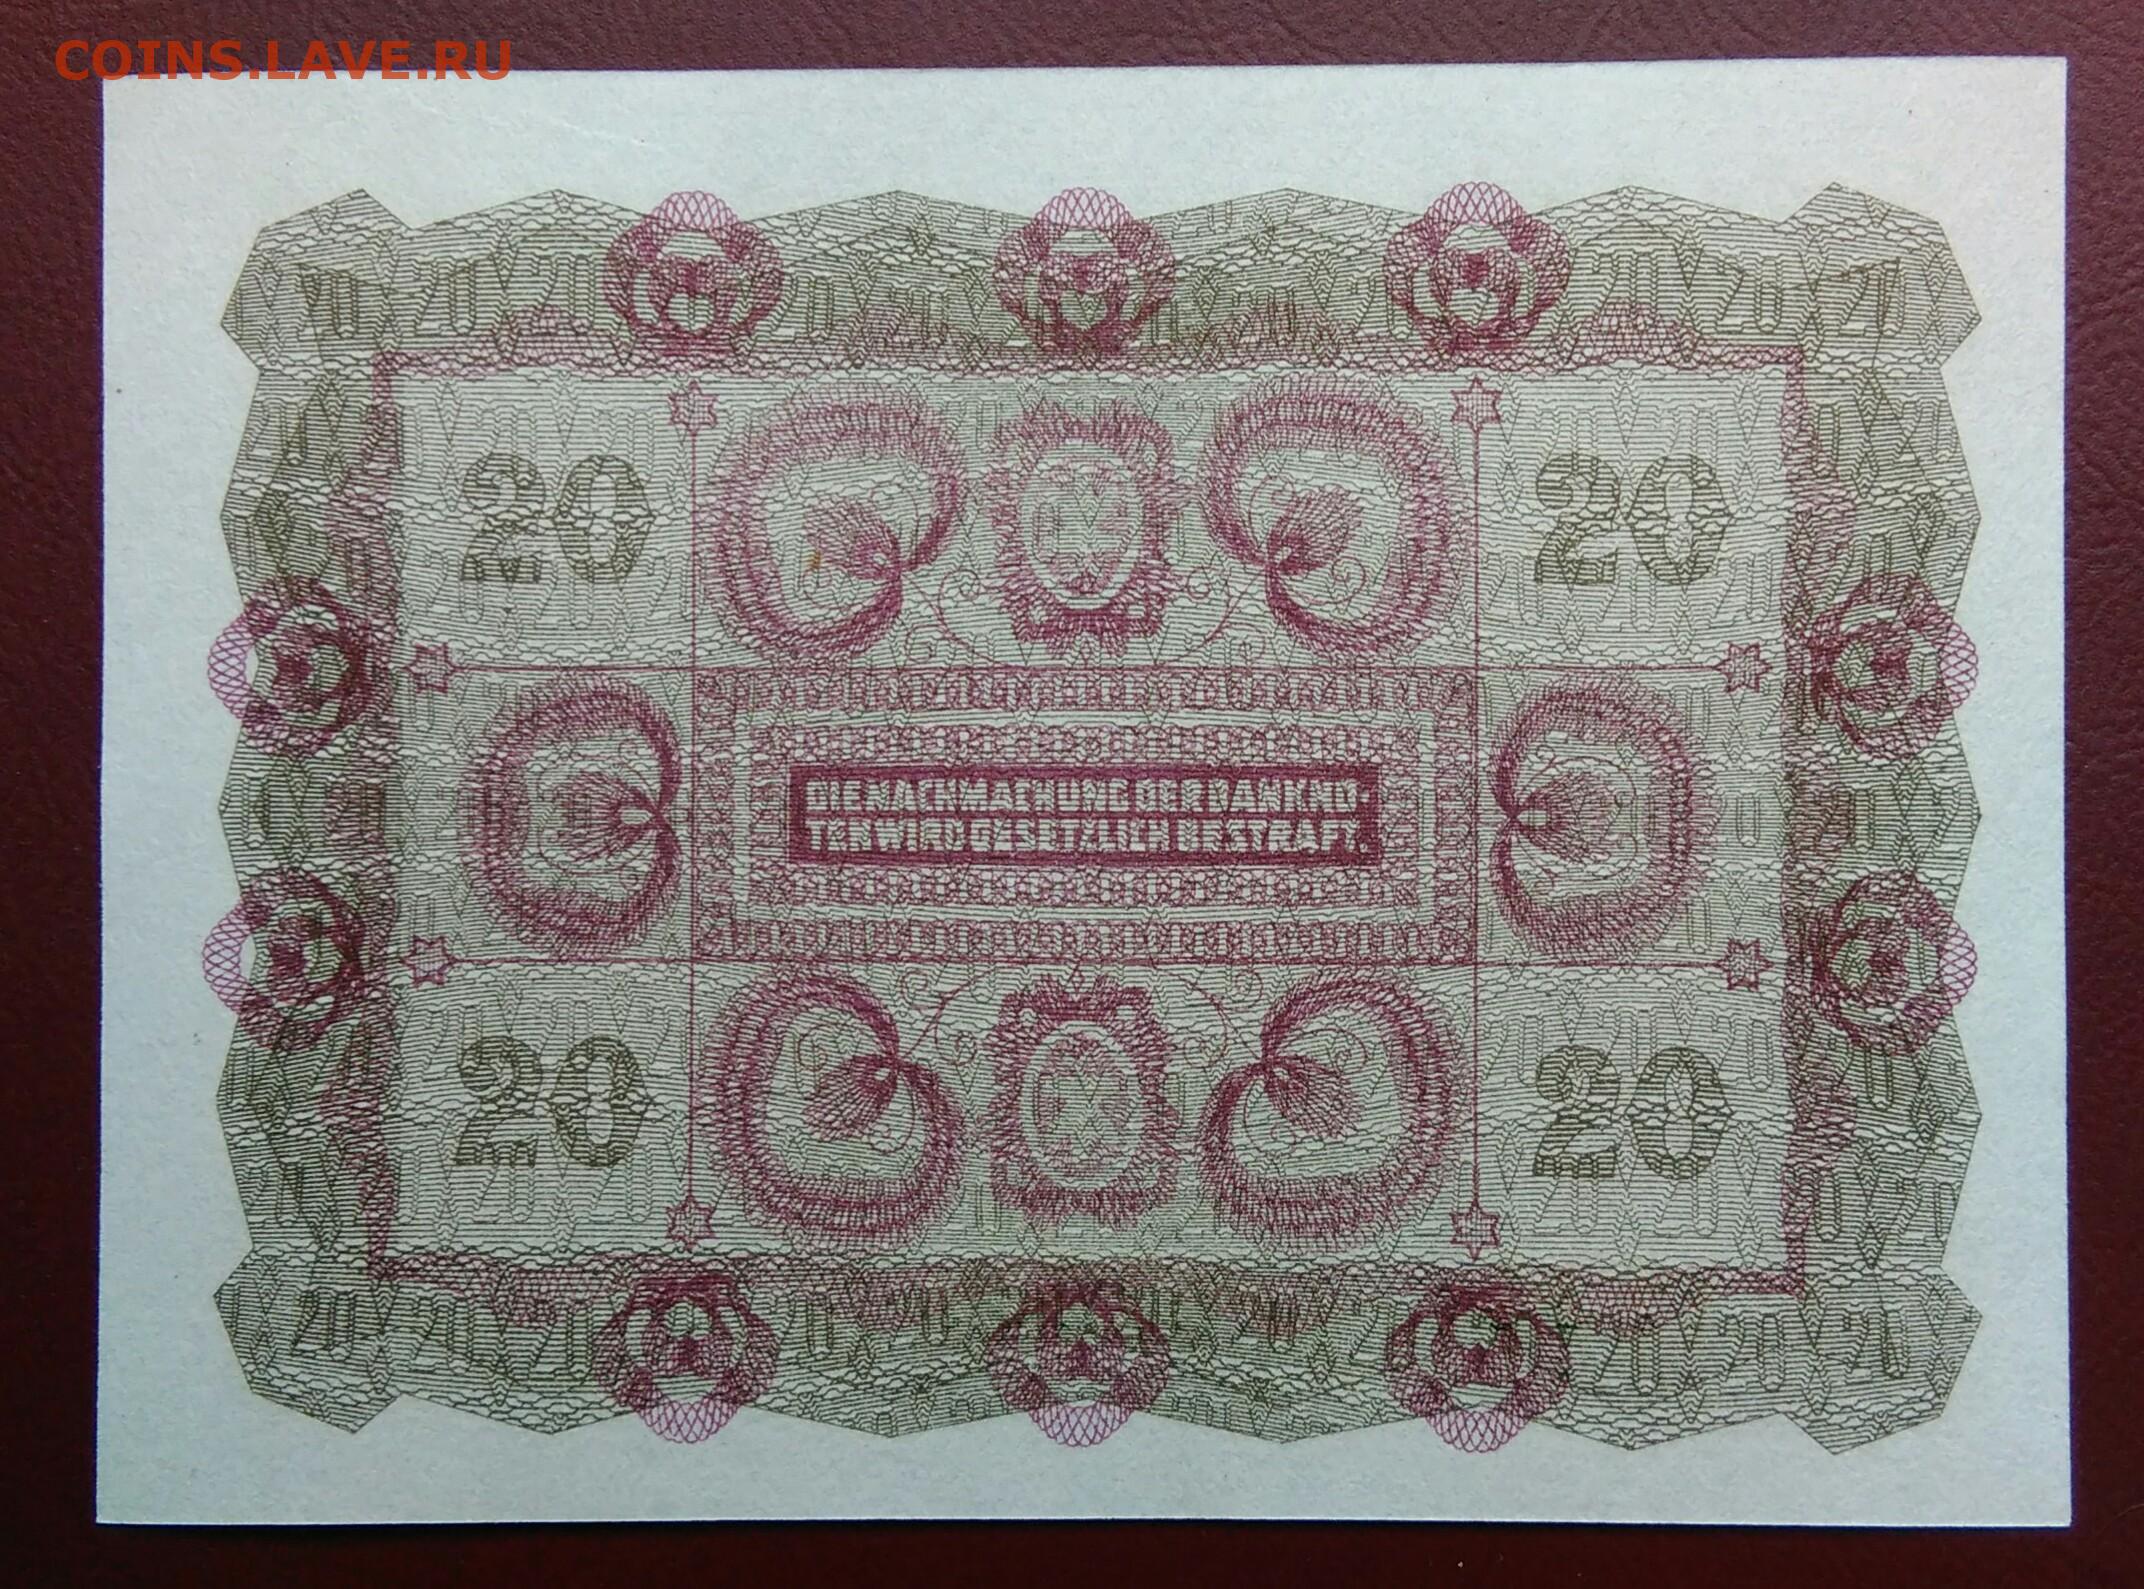 COINS.LAVE.RU
20 20
DIE NACHMACHUNG DER BANKNO-
TEN WIRD GESETZLICH BESTRAFT.
20 20